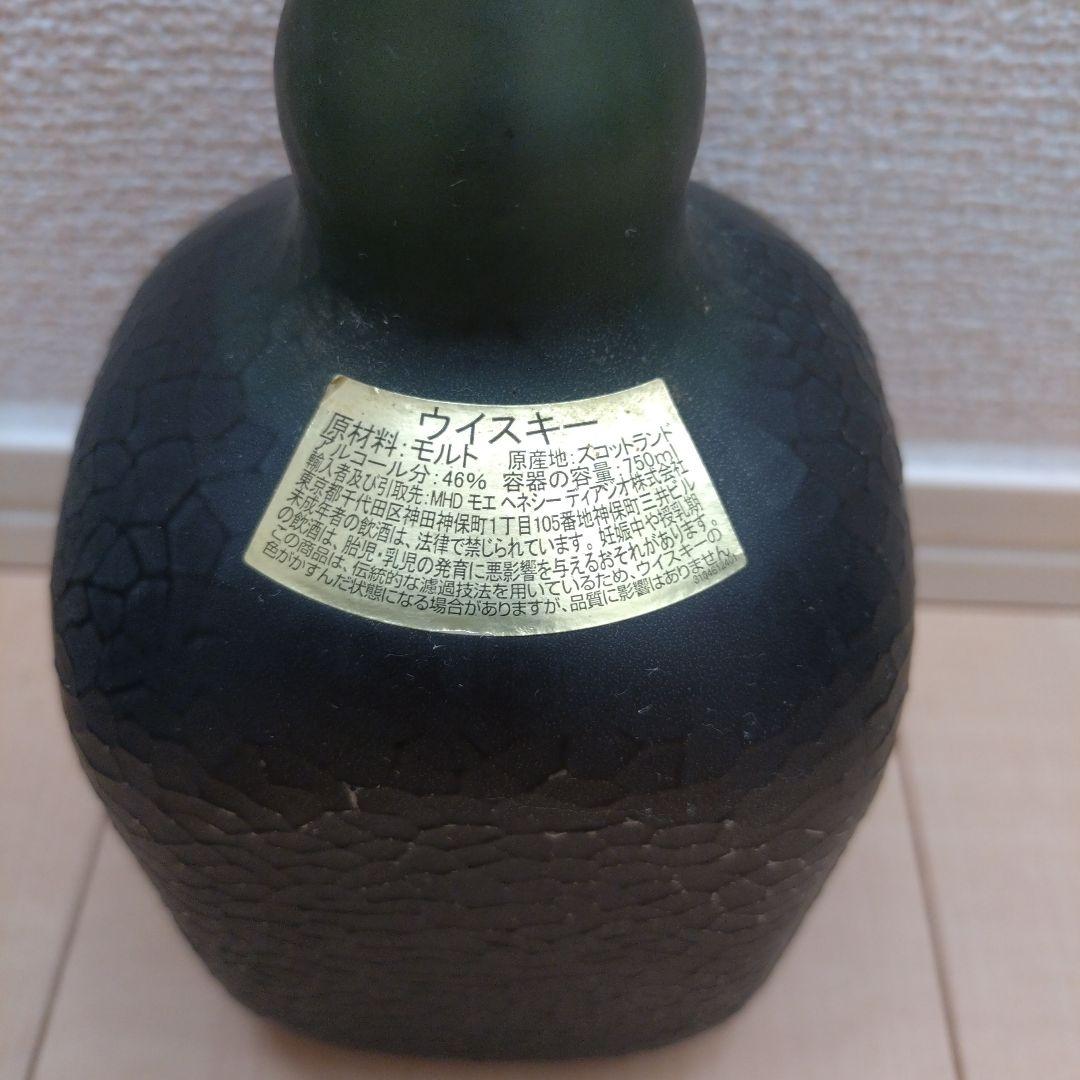 ウイスキー
原材料：モルト　原産地：スコットランド
アルコール分：46%　容器の容量：750ml
輸入者及び引取先：MHD モエ ヘネシー ディアジオ株式会社
東京都千代田区神田神保町1丁目105番地神保町三井ビル
未成年者の飲酒は、法律で禁じられています。妊娠中や授乳期
の飲酒は、胎児・乳児の発育に悪影響を与えるおそれがあります。
この商品は、伝統的な濾過技法を用いているため、ウイスキーの
色がかすんだ状態になる場合がありますが、品質に影響はありません。